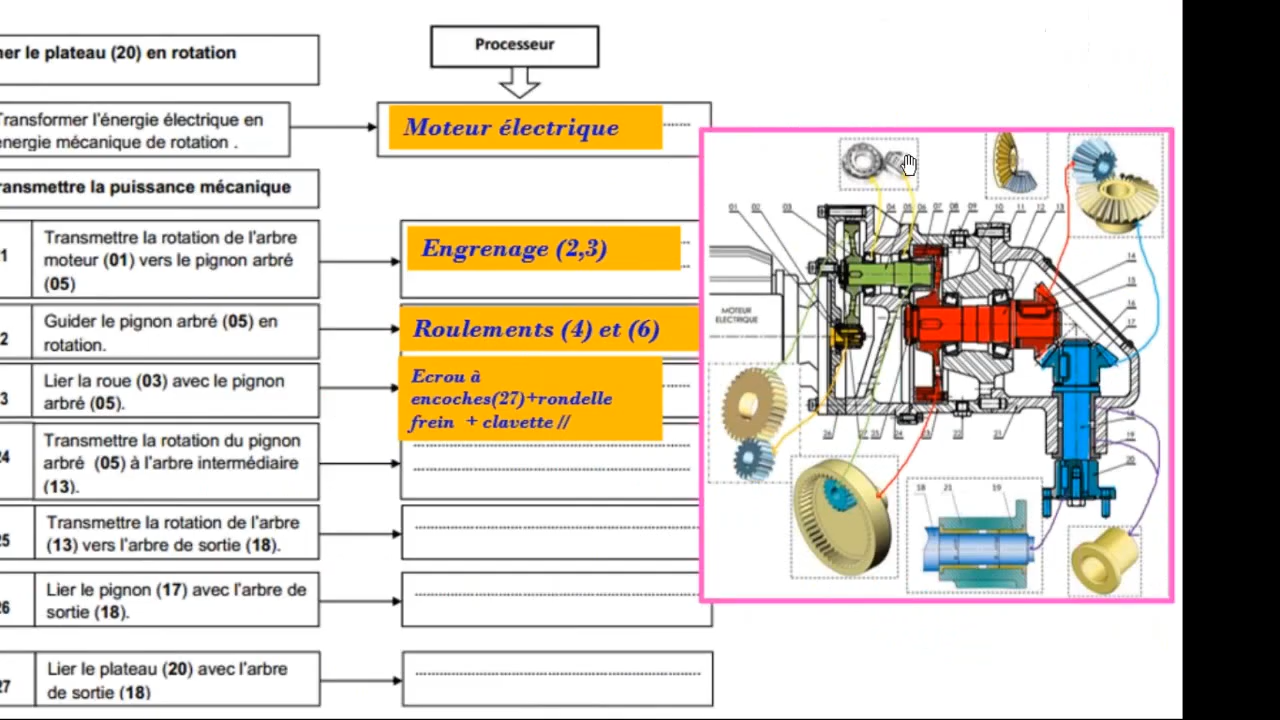 er le plateau (20) en rotation
Processeur
Transformer l'énergie électrique en
énergie mécanique de rotation .
Moteur électrique
ransmettre la puissance mécanique
1
Transmettre la rotation de l'arbre
moteur (01) vers le pignon arbré
(05)
Engrenage (2,3)
2
Guider le pignon arbré (05) en
rotation.
Roulements (4) et (6)
3
Lier la roue (03) avec le pignon
arbré (05).
Ecrou à
encoches(27)+rondelle
frein + clavette //
24
Transmettre la rotation du pignon
arbré (05) à l'arbre intermédiaire
(13).
25
Transmettre la rotation de l'arbre
(13) vers l'arbre de sortie (18).
26
Lier le pignon (17) avec l'arbre de
sortie (18).
27
Lier le plateau (20) avec l'arbre
de sortie (18)
01 02 03 04 05 06 07 08 09 10 11 12 13
14
15
16
17
MOTEUR
ELECTRIQUE
18
19
20
26 25 24 23 22 21
18 21 19